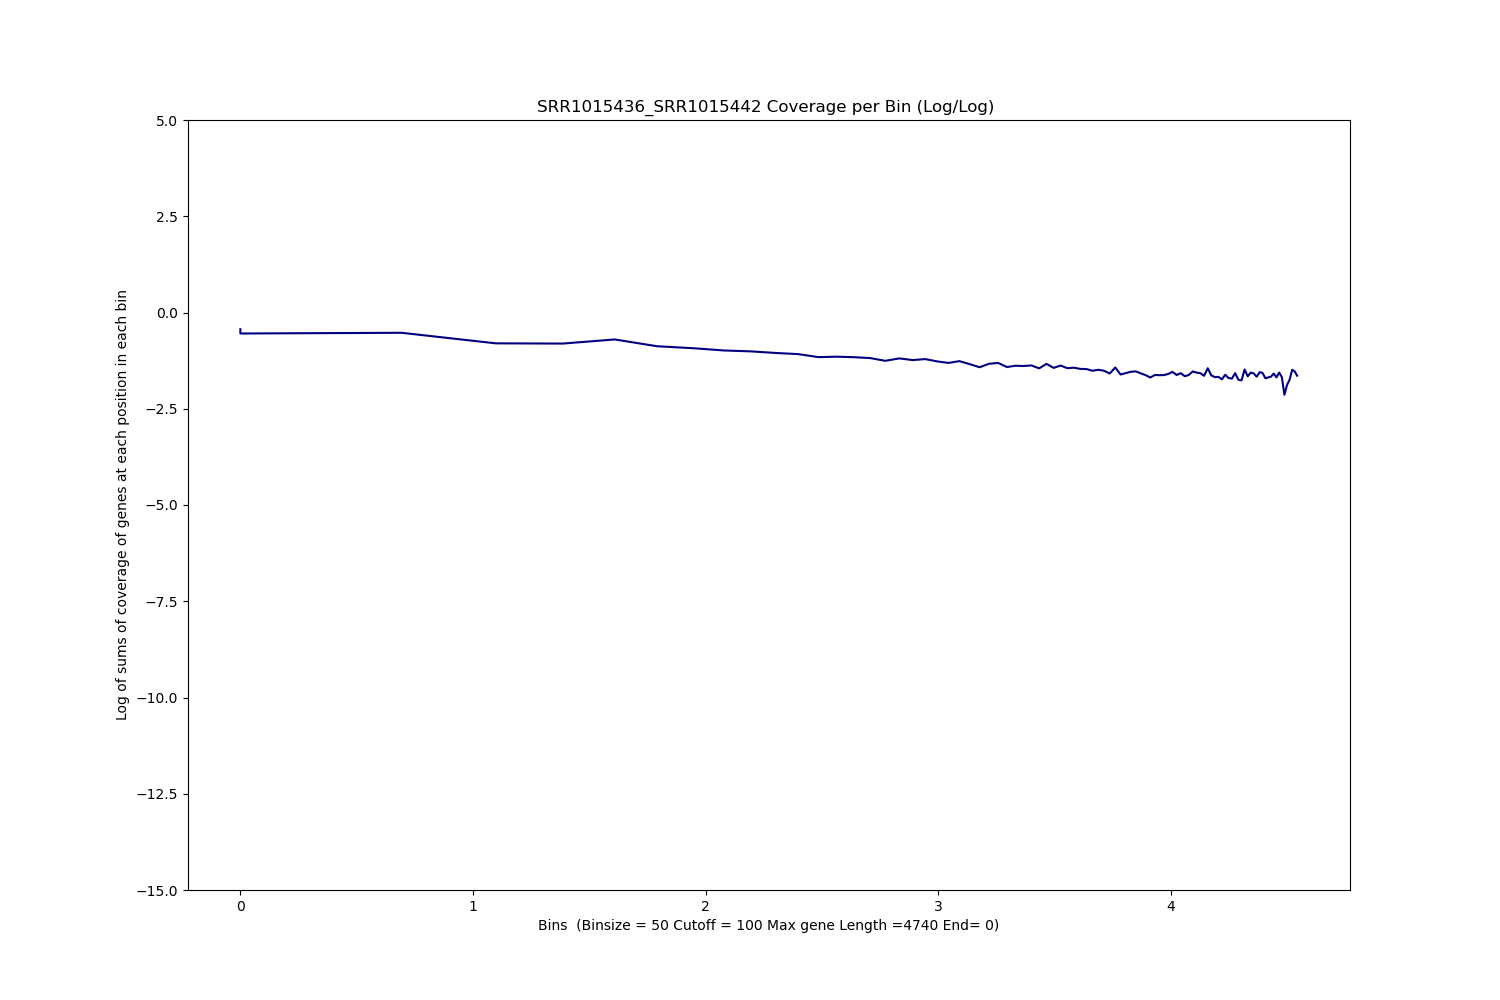 SRR1015436_SRR1015442 Coverage per Bin (Log/Log)
5.0
2.5
0.0
−2.5
−5.0
−7.5
−10.0
−12.5
−15.0
Log of sums of coverage of genes at each position in each bin
0 1 2 3 4
Bins  (Binsize = 50 Cutoff = 100 Max gene Length =4740 End= 0)